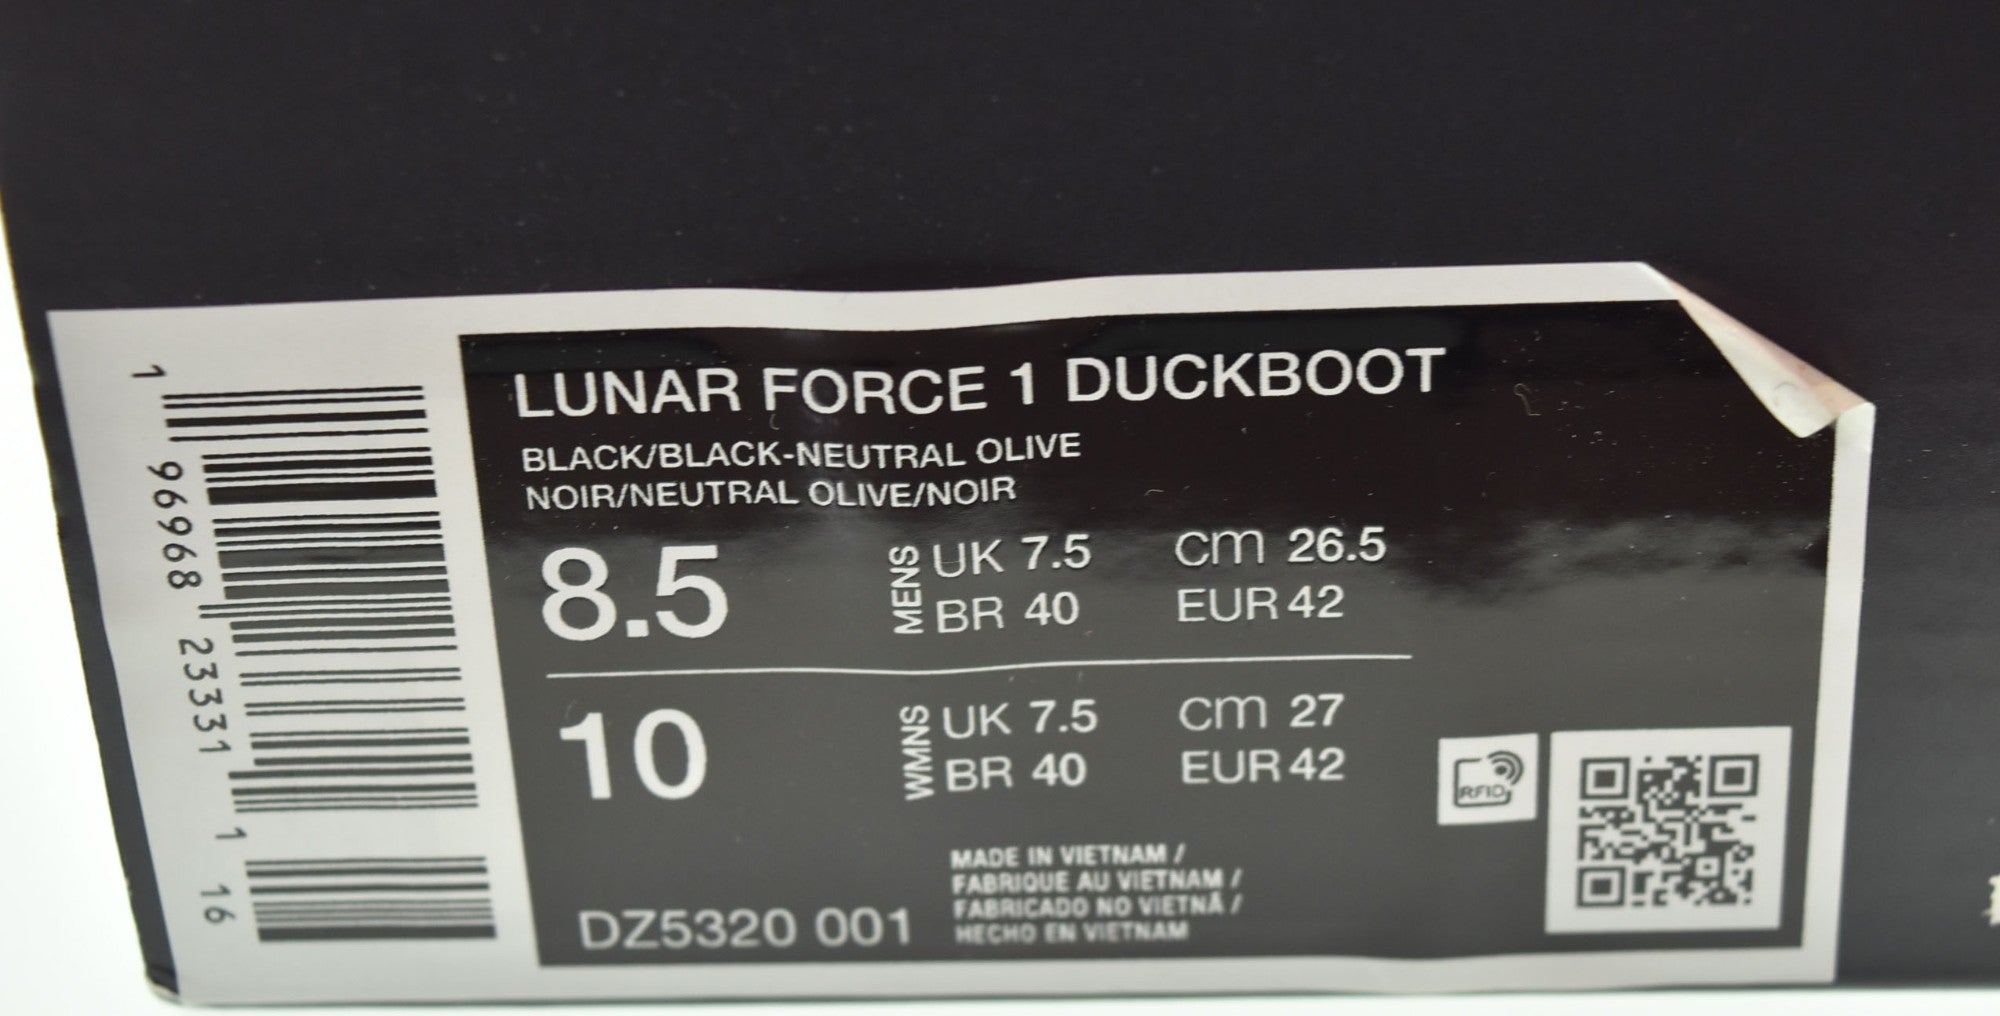 LUNAR FORCE 1 DUCKBOOT
BLACK/BLACK-NEUTRAL OLIVE
NOIR/NEUTRAL OLIVE/NOIR
8.5 MENS UK 7.5 CM 26.5
BR 40 EUR 42
10 WMNS UK 7.5 CM 27
BR 40 EUR 42
RFID
MADE IN VIETNAM /
FABRIQUE AU VIETNAM /
FABRICADO NO VIETNÃ /
HECHO EN VIETNAM
DZ5320 001
1 96968 23331 1 16